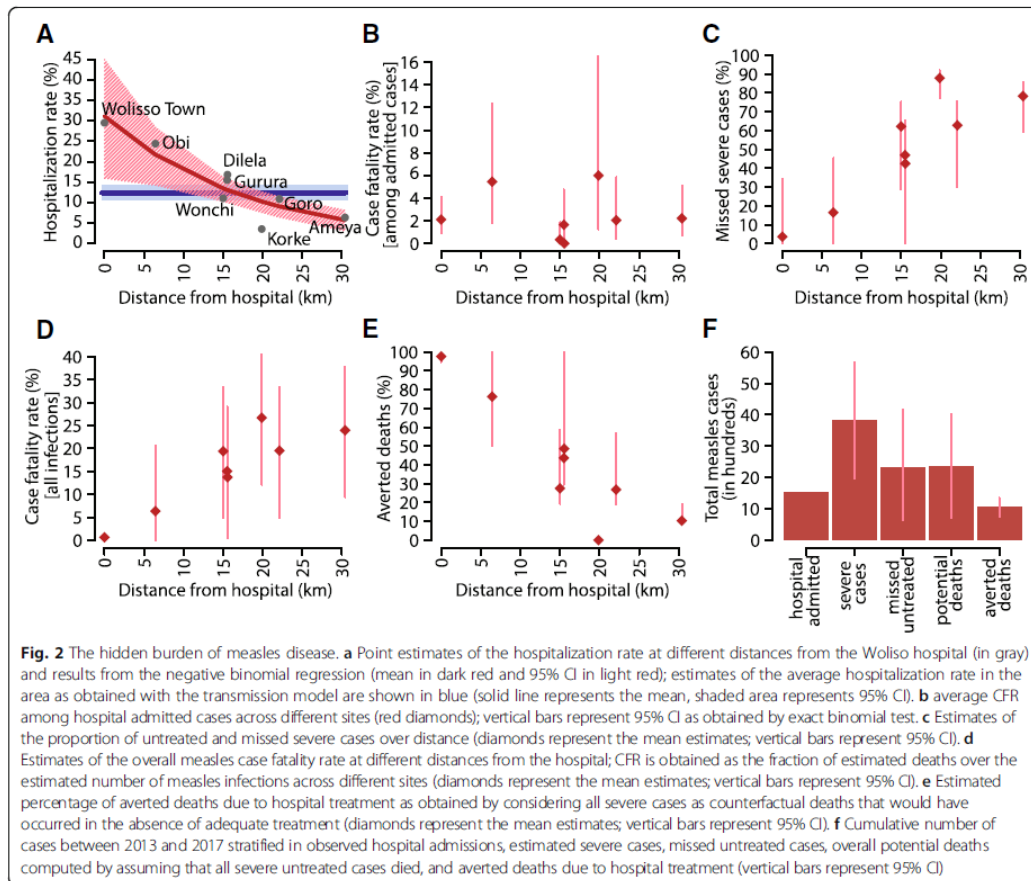 A
Hospitalization rate (%)
45
40
35
30
25
20
15
10
5
0
Wolisso Town
Obi
Dilela
Gurura
Wonchi
Goro
Korke
Ameya
0 5 10 15 20 25 30
Distance from hospital (km)
B
Case fatality rate (%)
[among admitted cases]
16
14
12
10
8
6
4
2
0
0 5 10 15 20 25 30
Distance from hospital (km)
C
Missed severe cases (%)
100
90
80
70
60
50
40
30
20
10
0
0 5 10 15 20 25 30
Distance from hospital (km)
D
Case fatality rate (%)
[all infections]
40
35
30
25
20
15
10
5
0
0 5 10 15 20 25 30
Distance from hospital (km)
E
Averted deaths (%)
100
90
80
70
60
50
40
30
20
10
0
0 5 10 15 20 25 30
Distance from hospital (km)
F
Total measles cases
(in hundreds)
60
50
40
30
20
10
0
hospital
admitted
severe
cases
missed
untreated
potential
deaths
averted
deaths
Fig. 2 The hidden burden of measles disease. a Point estimates of the hospitalization rate at different distances from the Woliso hospital (in gray)
and results from the negative binomial regression (mean in dark red and 95% CI in light red); estimates of the average hospitalization rate in the
area as obtained with the transmission model are shown in blue (solid line represents the mean, shaded area represents 95% CI). b average CFR
among hospital admitted cases across different sites (red diamonds); vertical bars represent 95% CI as obtained by exact binomial test. c Estimates
of the proportion of untreated and missed severe cases over distance (diamonds represent the mean estimates; vertical bars represent 95% CI). d
Estimates of the overall measles case fatality rate at different distances from the hospital; CFR is obtained as the fraction of estimated deaths over the
estimated number of measles infections across different sites (diamonds represent the mean estimates; vertical bars represent 95% CI). e Estimated
percentage of averted deaths due to hospital treatment as obtained by considering all severe cases as counterfactual deaths that would have
occurred in the absence of adequate treatment (diamonds represent the mean estimates; vertical bars represent 95% CI). f Cumulative number of
cases between 2013 and 2017 stratified in observed hospital admissions, estimated severe cases, missed untreated cases, overall potential deaths
computed by assuming that all severe untreated cases died, and averted deaths due to hospital treatment (vertical bars represent 95% CI)